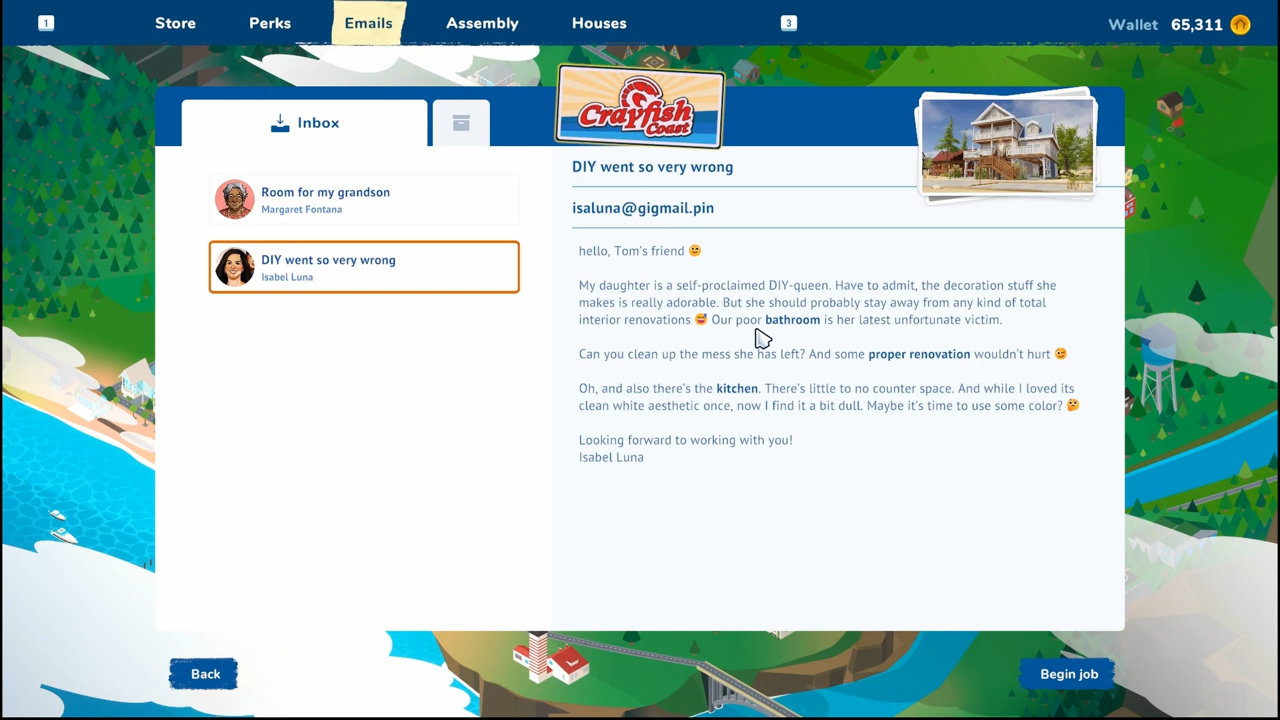 1 Store Perks Emails Assembly Houses 3 Wallet 65,311
Inbox
Crayfish
Coast
Room for my grandson
Margaret Fontana
DIY went so very wrong
Isabel Luna
DIY went so very wrong
isaluna@gigmail.pin
hello, Tom's friend 😉
My daughter is a self-proclaimed DIY-queen. Have to admit, the decoration stuff she
makes is really adorable. But she should probably stay away from any kind of total
interior renovations 😅 Our poor bathroom is her latest unfortunate victim.
Can you clean up the mess she has left? And some proper renovation wouldn't hurt 😉
Oh, and also there's the kitchen. There's little to no counter space. And while I loved its
clean white aesthetic once, now I find it a bit dull. Maybe it's time to use some color? 🤔
Looking forward to working with you!
Isabel Luna
Back
Begin job